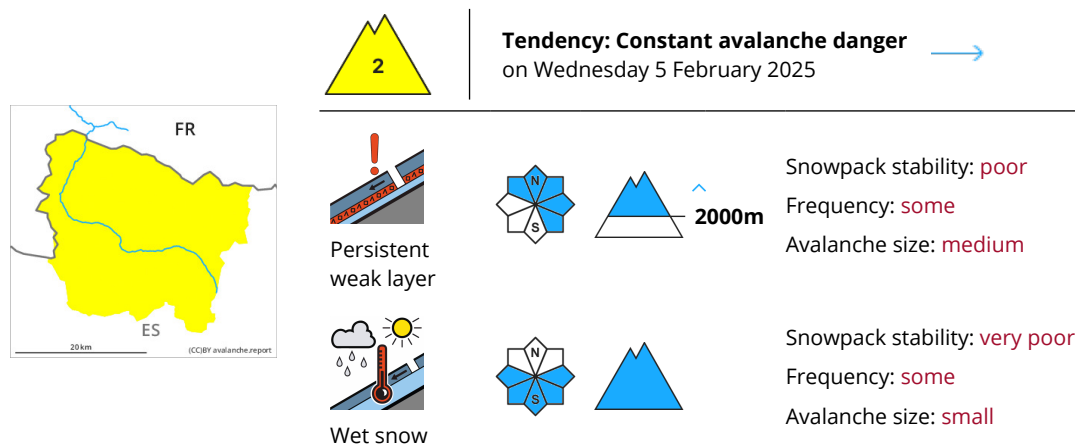 2
Tendency: Constant avalanche danger
on Wednesday 5 February 2025
FR
ES
20 km
(CC)BY avalanche.report
Persistent
weak layer
N
S
2000m
Snowpack stability: poor
Frequency: some
Avalanche size: medium
Wet snow
N
S
Snowpack stability: very poor
Frequency: some
Avalanche size: small